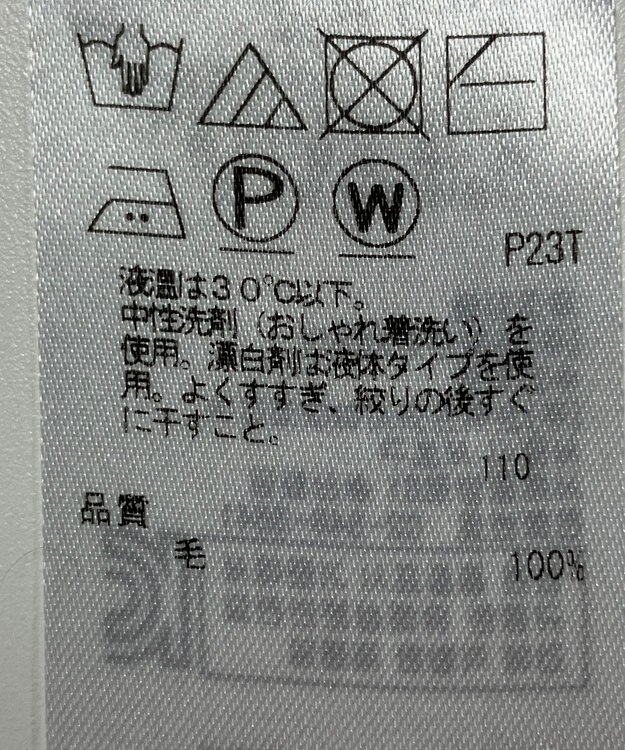 P
W
P23T
液温は30℃以下。
中性洗剤（おしゃれ着洗い）を
使用。漂白剤は液体タイプを使
用。よくすすぎ、絞りの後すぐ
に干すこと。
110
品質
毛 100%